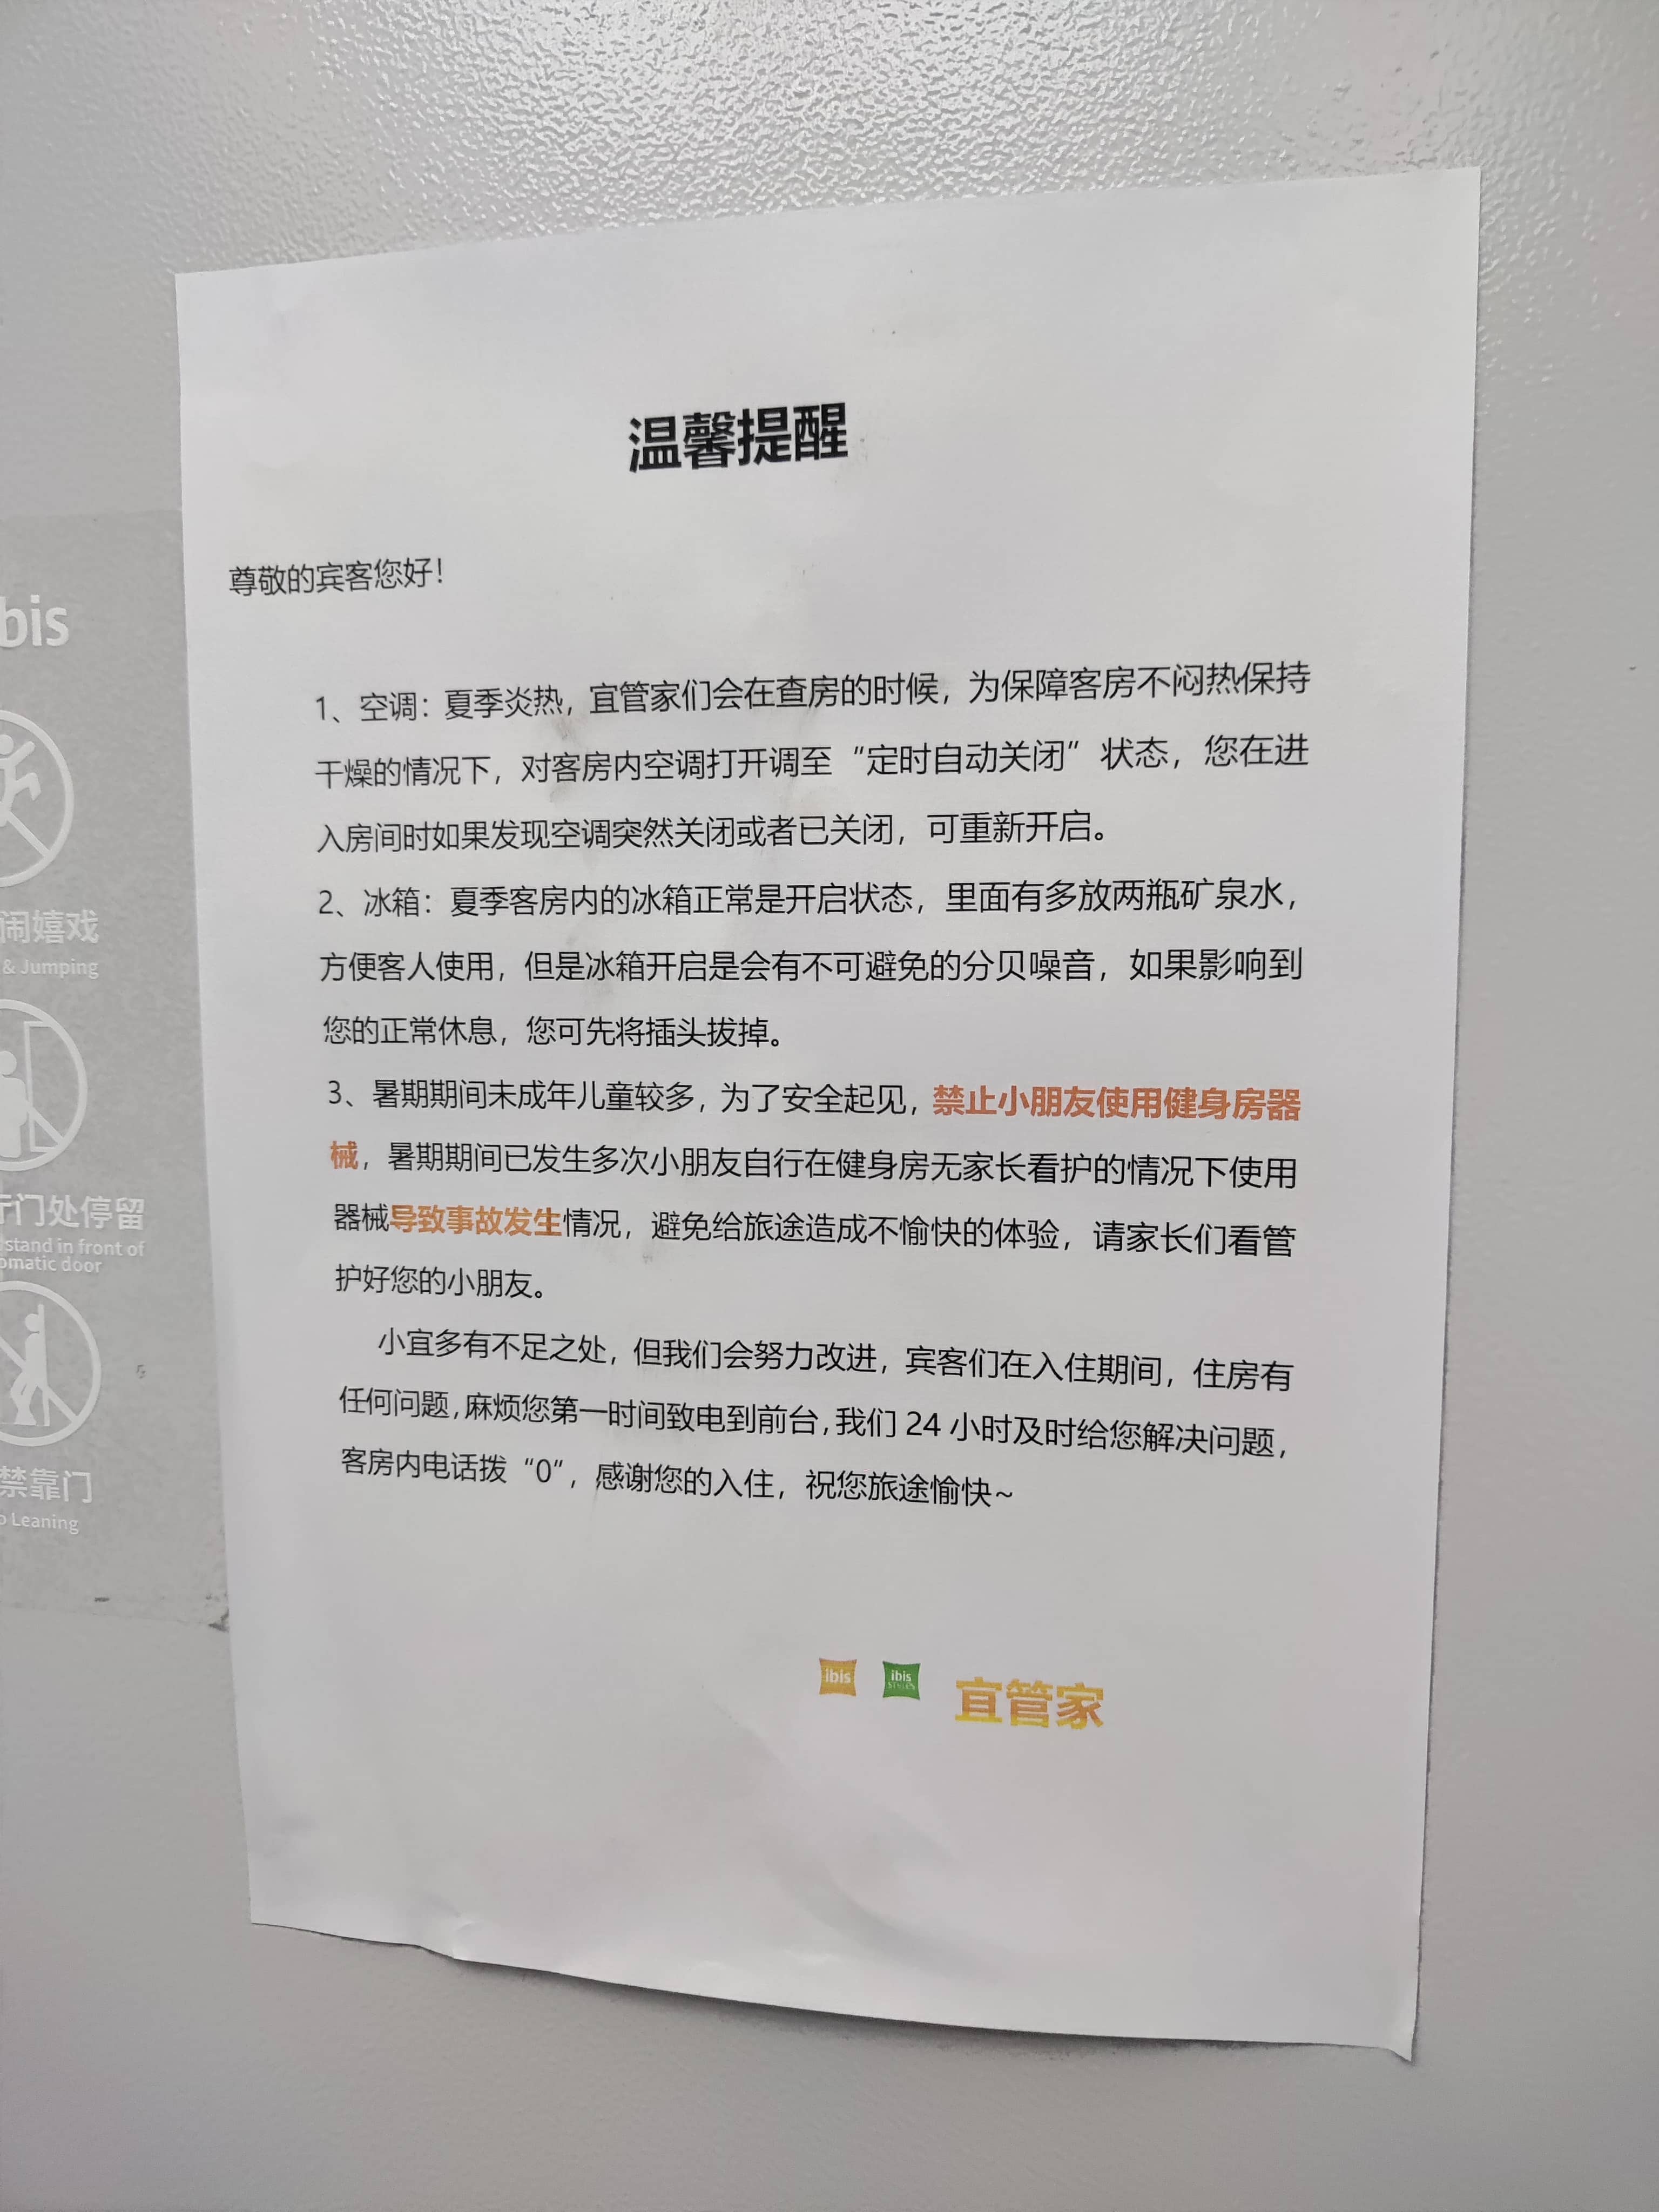 温馨提醒
尊敬的宾客您好！
1、空调：夏季炎热，宜管家们会在查房的时候，为保障客房不闷热保持
干燥的情况下，对客房内空调打开调至“定时自动关闭”状态，您在进
入房间时如果发现空调突然关闭或者已关闭，可重新开启。
2、冰箱：夏季客房内的冰箱正常是开启状态，里面有多放两瓶矿泉水，
方便客人使用，但是冰箱开启是会有不可避免的分贝噪音，如果影响到
您的正常休息，您可先将插头拔掉。
3、暑期期间未成年儿童较多，为了安全起见，禁止小朋友使用健身房器
械，暑期期间已发生多次小朋友自行在健身房无家长看护的情况下使用
器械导致事故发生情况，避免给旅途造成不愉快的体验，请家长们看管
护好您的小朋友。
小宜多有不足之处，但我们会努力改进，宾客们在入住期间，住房有
任何问题，麻烦您第一时间致电到前台，我们 24 小时及时给您解决问题，
客房内电话拨“0”，感谢您的入住，祝您旅途愉快~
ibis
ibis
STYLES
宜管家
bis
闹嬉戏
& Jumping
门处停留
stand in front of
omatic door
禁靠门
o Leaning